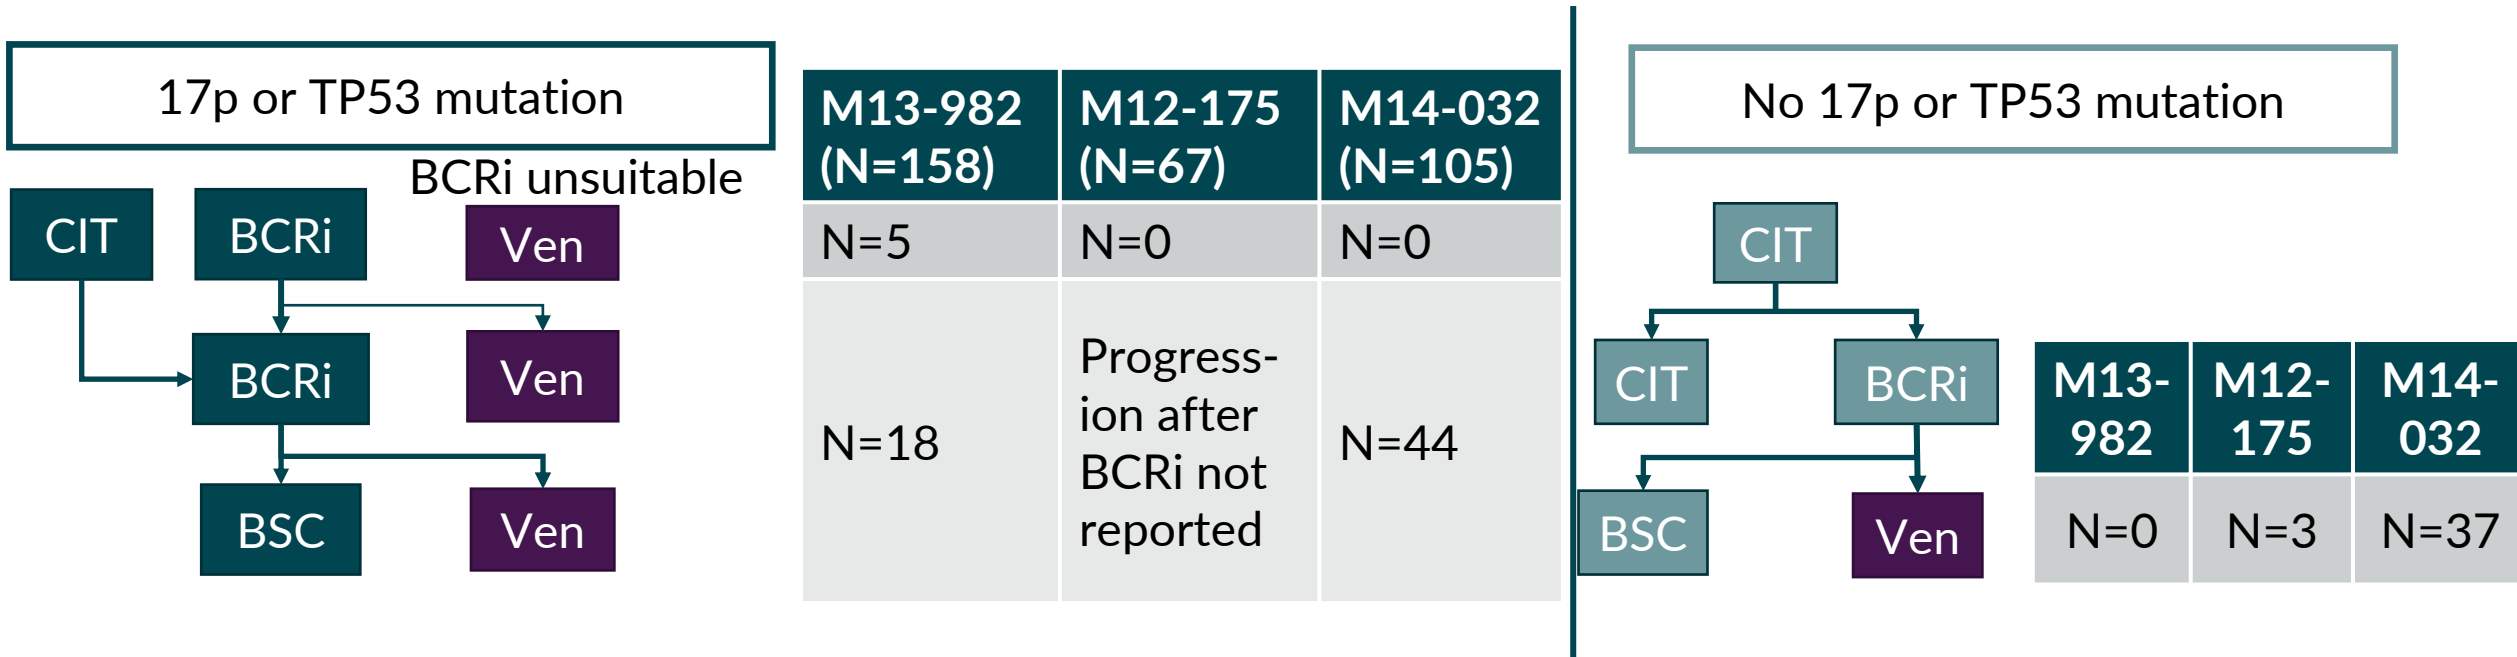 17p or TP53 mutation
BCRi unsuitable
CIT
BCRi
Ven
BCRi
Ven
BSC
Ven
M13-982
(N=158)
M12-175
(N=67)
M14-032
(N=105)
N=5
N=0
N=0
N=18
Progress-
ion after
BCRi not
reported
N=44
No 17p or TP53 mutation
CIT
CIT
BCRi
BSC
Ven
M13-
982
M12-
175
M14-
032
N=0
N=3
N=37